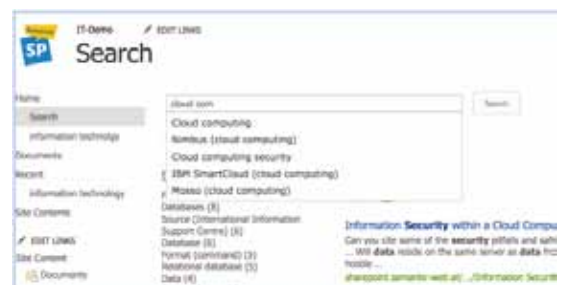 IT-Demo EDIT LINKS
SP Search
Home
Search
information technology
Documents
Recent
information technology
Site Contents
EDIT LINKS
Site Content
Documents
cloud com
Search
Cloud computing
Nimbus (cloud computing)
Cloud computing security
IBM SmartCloud (cloud computing)
Mosso (cloud computing)
Databases (8)
Source (International Information
Support Centre) (6)
Database (6)
Format (command) (3)
Relational database (5)
Data (4)
Information Security within a Cloud Compu
Can you cite some of the security pitfalls and safe
... Will data reside on the same server as data fro
hostile ...